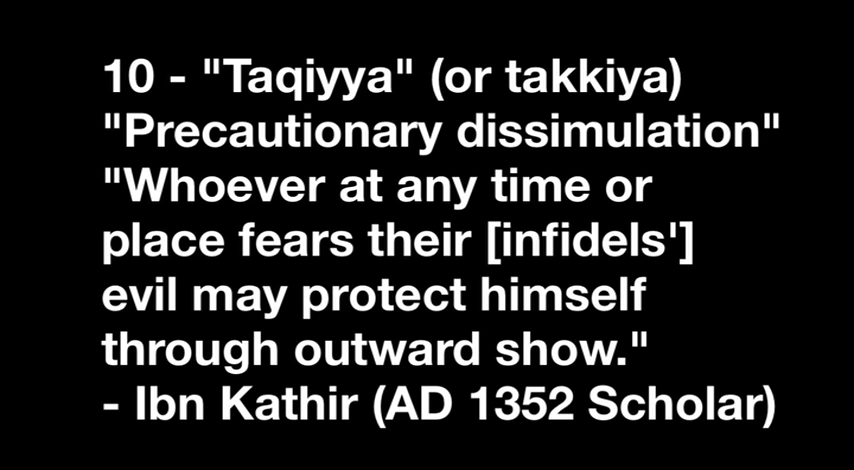 10 - "Taqiyya" (or takkiya)
"Precautionary dissimulation"
"Whoever at any time or
place fears their [infidels']
evil may protect himself
through outward show."
- Ibn Kathir (AD 1352 Scholar)